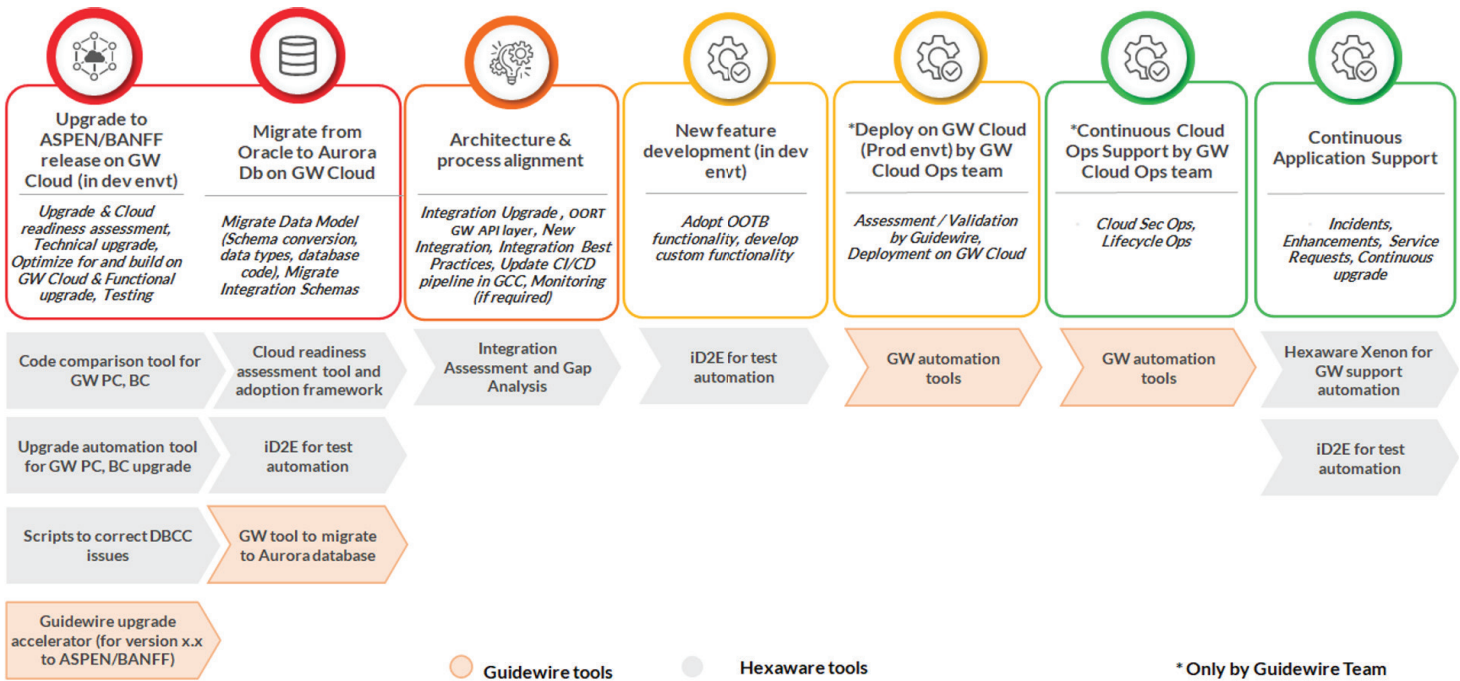 Upgrade to
ASPEN/BANFF
release on GW
Cloud (in dev envt)
Upgrade & Cloud
readiness assessment,
Technical upgrade,
Optimize for and build on
GW Cloud & Functional
upgrade, Testing
Migrate from
Oracle to Aurora
Db on GW Cloud
Migrate Data Model
(Schema conversion,
data types, database
code), Migrate
Integration Schemas
Architecture &
process alignment
Integration Upgrade , OORT
GW API layer, New
Integration, Integration Best
Practices, Update CI/CD
pipeline in GCC, Monitoring
(if required)
New feature
development (in dev
envt)
Adopt OOTB
functionality, develop
custom functionality
*Deploy on GW Cloud
(Prod envt) by GW
Cloud Ops team
Assessment / Validation
by Guidewire,
Deployment on GW Cloud
*Continuous Cloud
Ops Support by GW
Cloud Ops team
Cloud Sec Ops,
Lifecycle Ops
Continuous
Application Support
Incidents,
Enhancements, Service
Requests, Continuous
upgrade
Code comparison tool for
GW PC, BC
Cloud readiness
assessment tool and
adoption framework
Integration
Assessment and Gap
Analysis
iD2E for test
automation
GW automation
tools
GW automation
tools
Hexaware Xenon for
GW support
automation
Upgrade automation tool
for GW PC, BC upgrade
iD2E for test
automation
iD2E for test
automation
Scripts to correct DBCC
issues
GW tool to migrate
to Aurora database
Guidewire upgrade
accelerator (for version x.x
to ASPEN/BANFF)
Guidewire tools
Hexaware tools
* Only by Guidewire Team